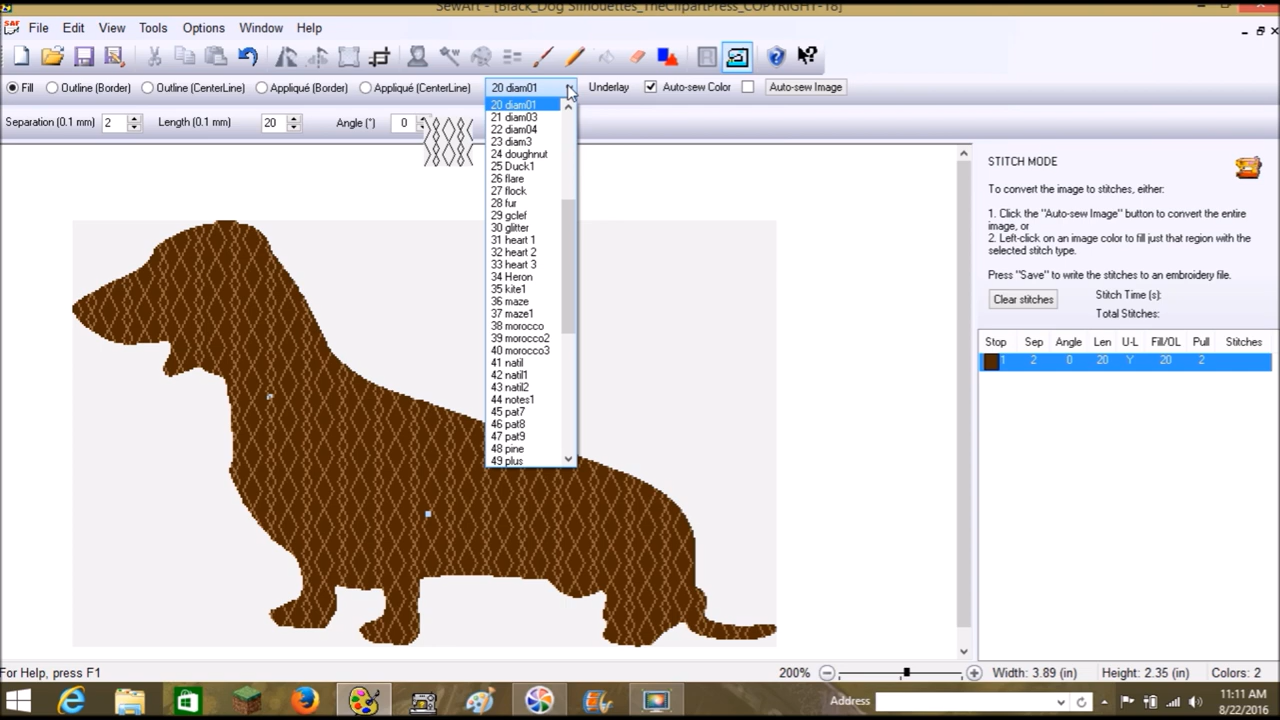 SewArt - [Black_Dog Silhouettes_TheClipartPress_COPYRIGHT-18]
SAF File Edit View Tools Options Window Help
Fill Outline (Border) Outline (CenterLine) Appliqué (Border) Appliqué (CenterLine) 20 diam01 Underlay Auto-sew Color Auto-sew Image
Separation (0.1 mm) 2 Length (0.1 mm) 20 Angle (°) 0
20 diam01
21 diam03
22 diam04
23 diam3
24 doughnut
25 Duck1
26 flare
27 flock
28 fur
29 gclef
30 glitter
31 heart 1
32 heart 2
33 heart 3
34 Heron
35 kite1
36 maze
37 maze1
38 morocco
39 morocco2
40 morocco3
41 natil
42 natil1
43 natil2
44 notes1
45 pat7
46 pat8
47 pat9
48 pine
49 plus
STITCH MODE
To convert the image to stitches, either:
1. Click the "Auto-sew Image" button to convert the entire
image, or
2. Left-click on an image color to fill just that region with the
selected stitch type.
Press "Save" to write the stitches to an embroidery file.
Clear stitches Stitch Time (s):
Total Stitches:
Stop Sep Angle Len U-L Fill/OL Pull Stitches
1 2 0 20 Y 20 2
For Help, press F1 200% Width: 3.89 (in) Height: 2.35 (in) Colors: 2
Address
11:11 AM
8/22/2016